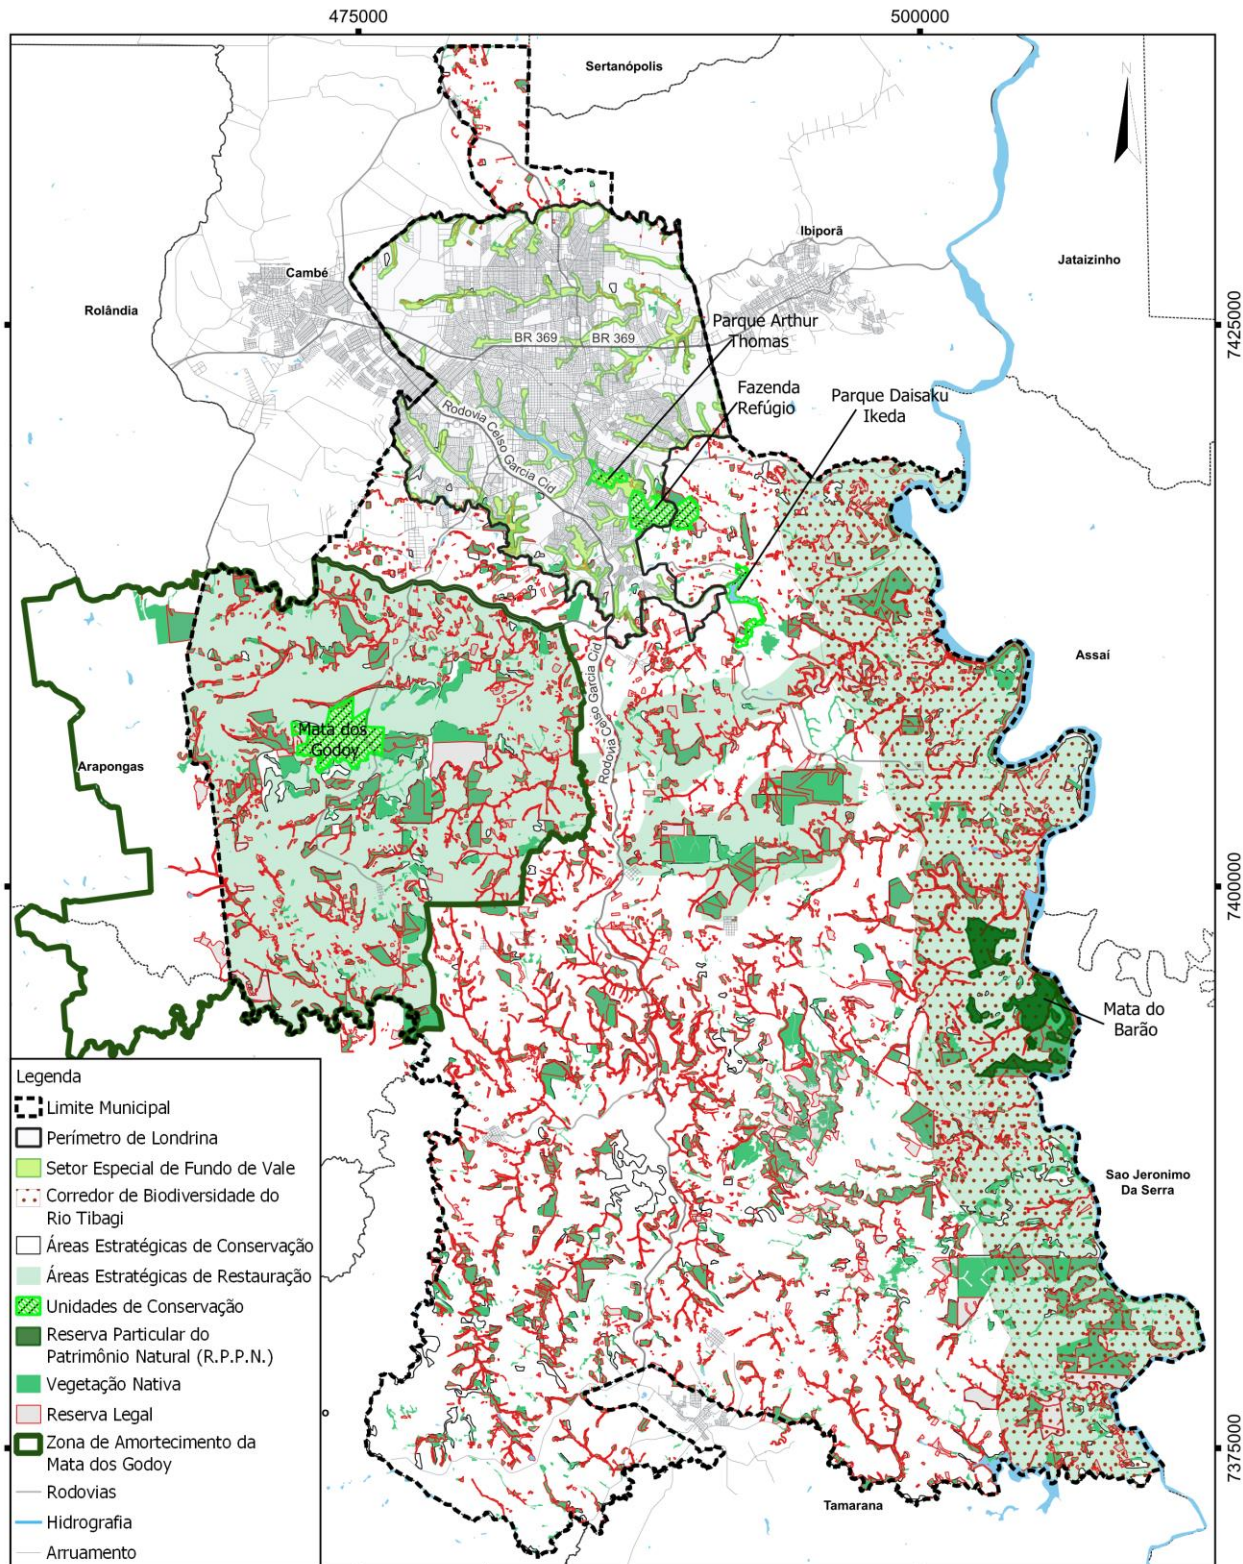 475000
500000
Sertanópolis
N
Ibiporã
Cambé
Jataizinho
Rolândia
7425000
Parque Arthur
Thomas
BR 369
BR 369
Fazenda
Refúgio
Parque Daisaku
Ikeda
Rodovia Celso Garcia Cid
Assaí
Rodovia Celso Garcia Cid
Mata dos
Godoy
Arapongas
7400000
Mata do
Barão
Sao Jeronimo
Da Serra
Tamarana
7375000
Legenda
Limite Municipal
Perímetro de Londrina
Setor Especial de Fundo de Vale
Corredor de Biodiversidade do
Rio Tibagi
Áreas Estratégicas de Conservação
Áreas Estratégicas de Restauração
Unidades de Conservação
Reserva Particular do
Patrimônio Natural (R.P.P.N.)
Vegetação Nativa
Reserva Legal
Zona de Amortecimento da
Mata dos Godoy
Rodovias
Hidrografia
Arruamento